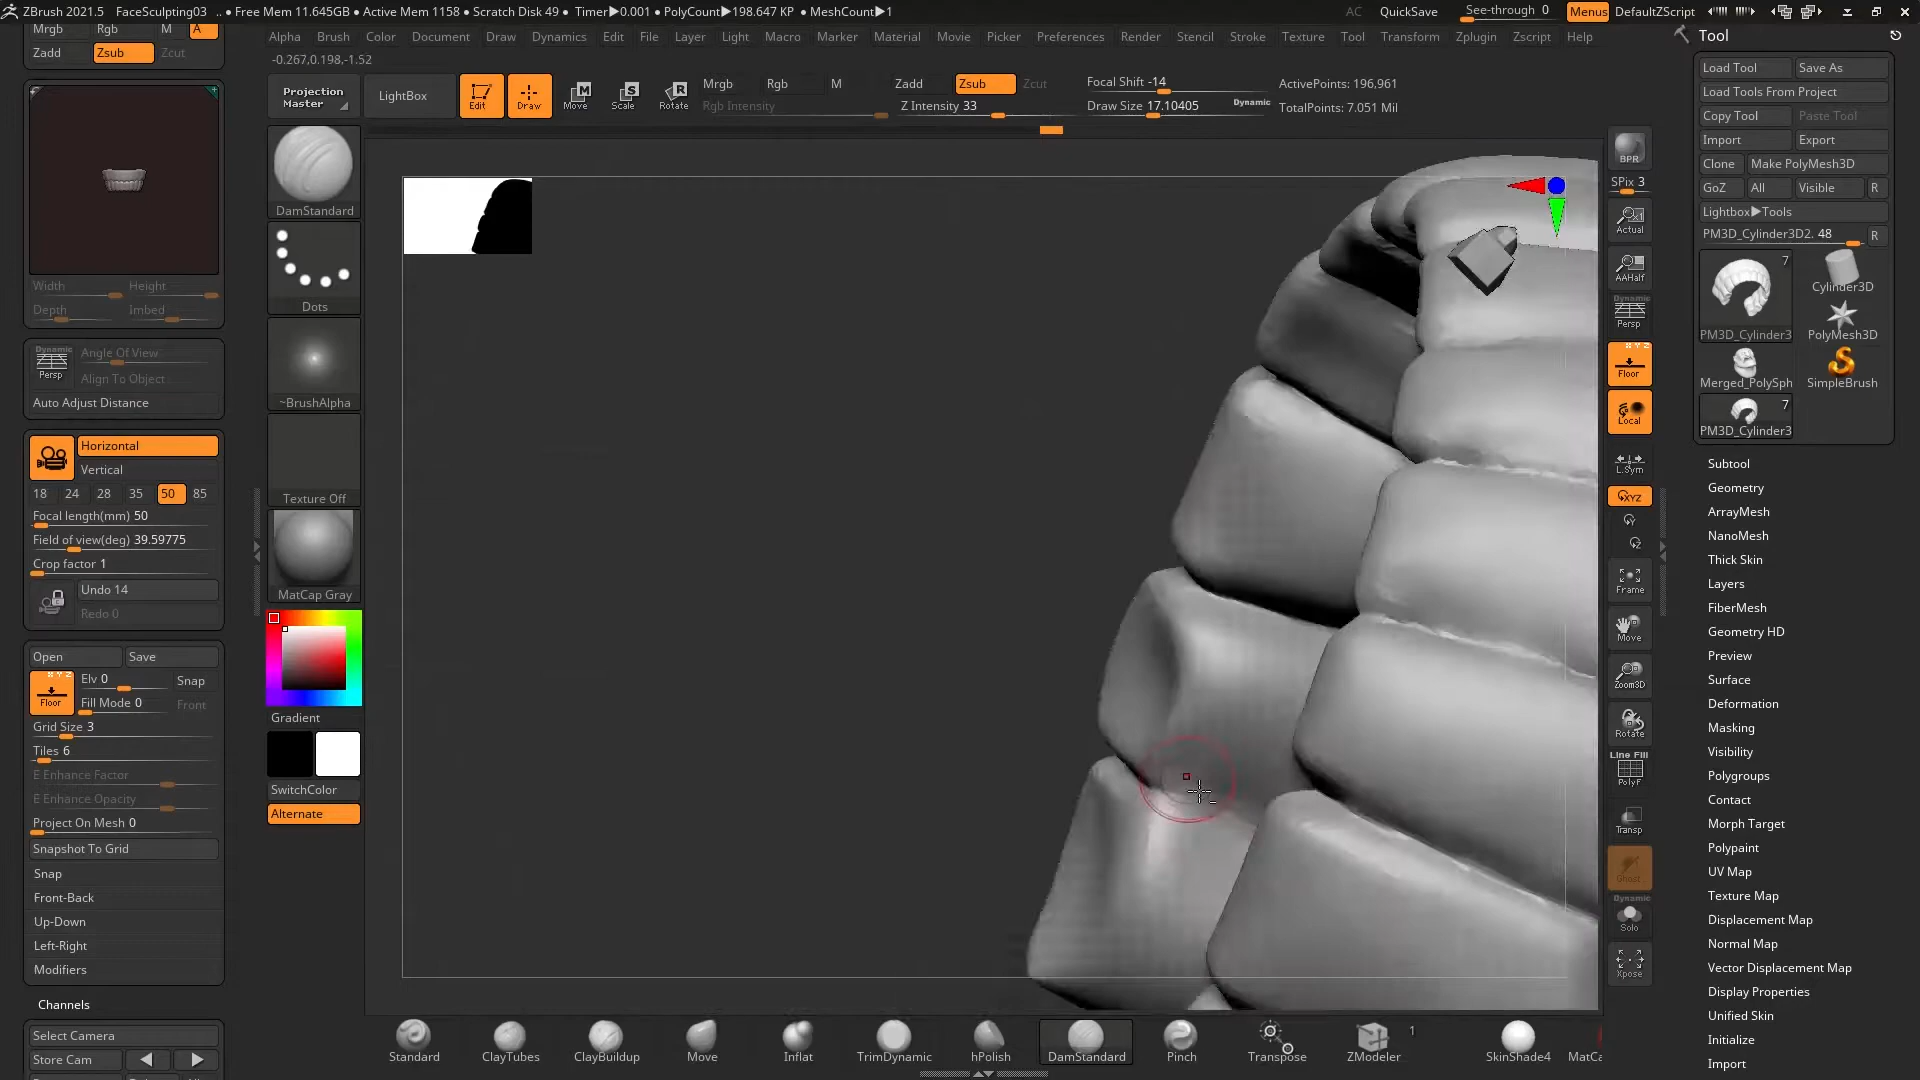 ZBrush 2021.5 FaceSculpting03 .. • Free Mem 11.645GB • Active Mem 1158 • Scratch Disk 49 • Timer▶0.001 • PolyCount▶198.647 KP • MeshCount▶1
AC QuickSave See-through 0 Menus DefaultZScript
Mrgb Rgb M A
Zadd Zsub Zcut
Alpha Brush Color Document Draw Dynamics Edit File Layer Light Macro Marker Material Movie Picker Preferences Render Stencil Stroke Texture Tool Transform Zplugin Zscript Help
-0.267,0.198,-1.52
Projection Master
LightBox
Edit Draw Move Scale Rotate
Mrgb Rgb M
Rgb Intensity
Zadd Zsub Zcut
Z Intensity 33
Focal Shift -14
Draw Size 17.10405 Dynamic
ActivePoints: 196,961
TotalPoints: 7.051 Mil
Width Height
Depth Imbed
Dynamic
Persp
Angle Of View
Align To Object
Auto Adjust Distance
Horizontal
Vertical
18 24 28 35 50 85
Focal length(mm) 50
Field of view(deg) 39.59775
Crop factor 1
Undo 14
Redo 0
Open Save
X Y Z
Floor
Elv 0 Snap
Fill Mode 0 Front
Grid Size 3
Tiles 6
E Enhance Factor
E Enhance Opacity
Project On Mesh 0
Snapshot To Grid
Snap
Front-Back
Up-Down
Left-Right
Modifiers
Channels
Select Camera
Store Cam
DamStandard
Dots
~BrushAlpha
Texture Off
MatCap Gray
Gradient
SwitchColor
Alternate
BPR
SPix 3
Actual
AAHalf
Dynamic
Persp
X Y Z
Floor
Local
L.Sym
XYZ
Y
Z
Frame
Move
Zoom3D
Rotate
Line Fill
PolyF
Transp
Ghost
Dynamic
Solo
Xpose
Standard ClayTubes ClayBuildup Move Inflat TrimDynamic hPolish DamStandard Pinch Transpose ZModeler 1 SkinShade4 MatCa
Tool
Load Tool Save As
Load Tools From Project
Copy Tool Paste Tool
Import Export
Clone Make PolyMesh3D
GoZ All Visible R
Lightbox▶Tools
PM3D_Cylinder3D2. 48 R
7
Cylinder3D
PM3D_Cylinder3 PolyMesh3D
Merged_PolySph SimpleBrush
7
PM3D_Cylinder3
Subtool
Geometry
ArrayMesh
NanoMesh
Thick Skin
Layers
FiberMesh
Geometry HD
Preview
Surface
Deformation
Masking
Visibility
Polygroups
Contact
Morph Target
Polypaint
UV Map
Texture Map
Displacement Map
Normal Map
Vector Displacement Map
Display Properties
Unified Skin
Initialize
Import